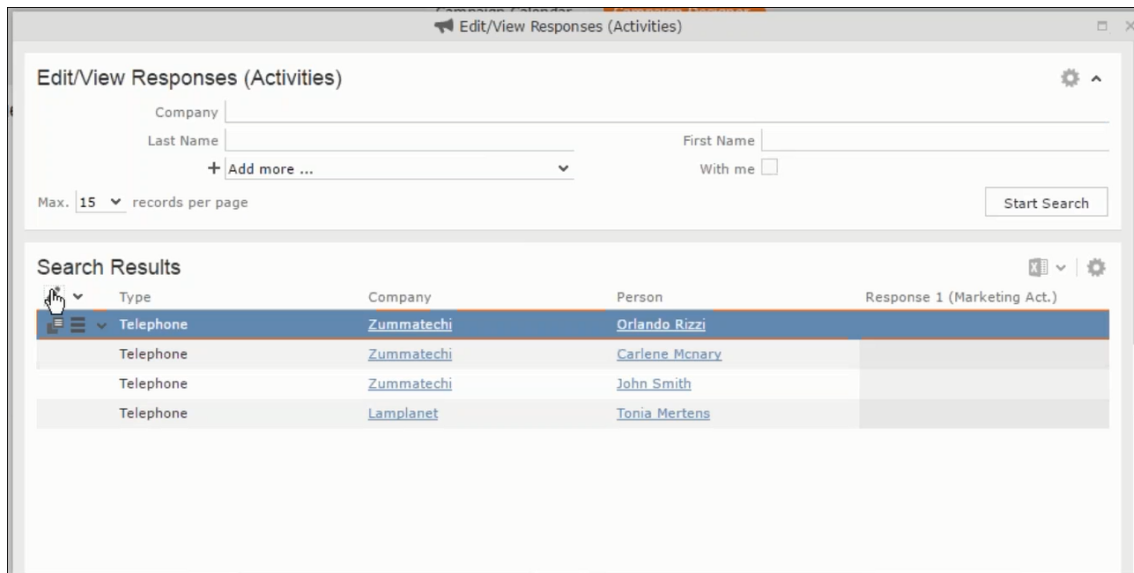 Edit/View Responses (Activities)
Edit/View Responses (Activities)
Company
Last Name First Name
+ Add more ... With me
Max. 15 records per page Start Search
Search Results
Type Company Person Response 1 (Marketing Act.)
Telephone Zummatechi Orlando Rizzi
Telephone Zummatechi Carlene Mcnary
Telephone Zummatechi John Smith
Telephone Lamplanet Tonia Mertens